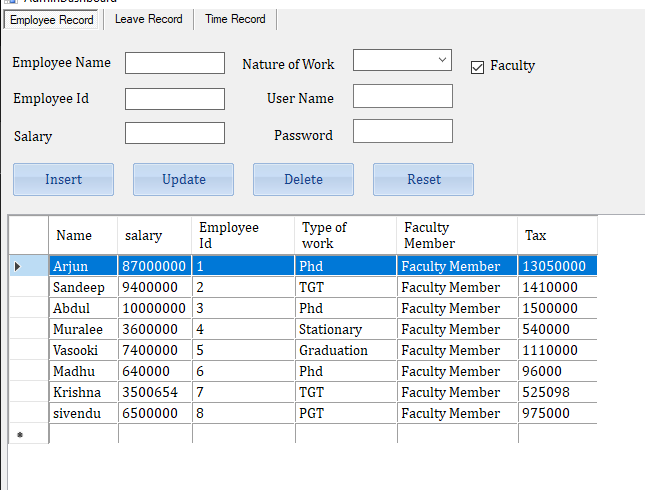 AdminDashboard
Employee Record Leave Record Time Record
Employee Name Nature of Work Faculty
Employee Id User Name
Salary Password
Insert Update Delete Reset
Name salary Employee Id Type of work Faculty Member Tax
Arjun 87000000 1 Phd Faculty Member 13050000
Sandeep 9400000 2 TGT Faculty Member 1410000
Abdul 10000000 3 Phd Faculty Member 1500000
Muralee 3600000 4 Stationary Faculty Member 540000
Vasooki 7400000 5 Graduation Faculty Member 1110000
Madhu 640000 6 Phd Faculty Member 96000
Krishna 3500654 7 TGT Faculty Member 525098
sivendu 6500000 8 PGT Faculty Member 975000